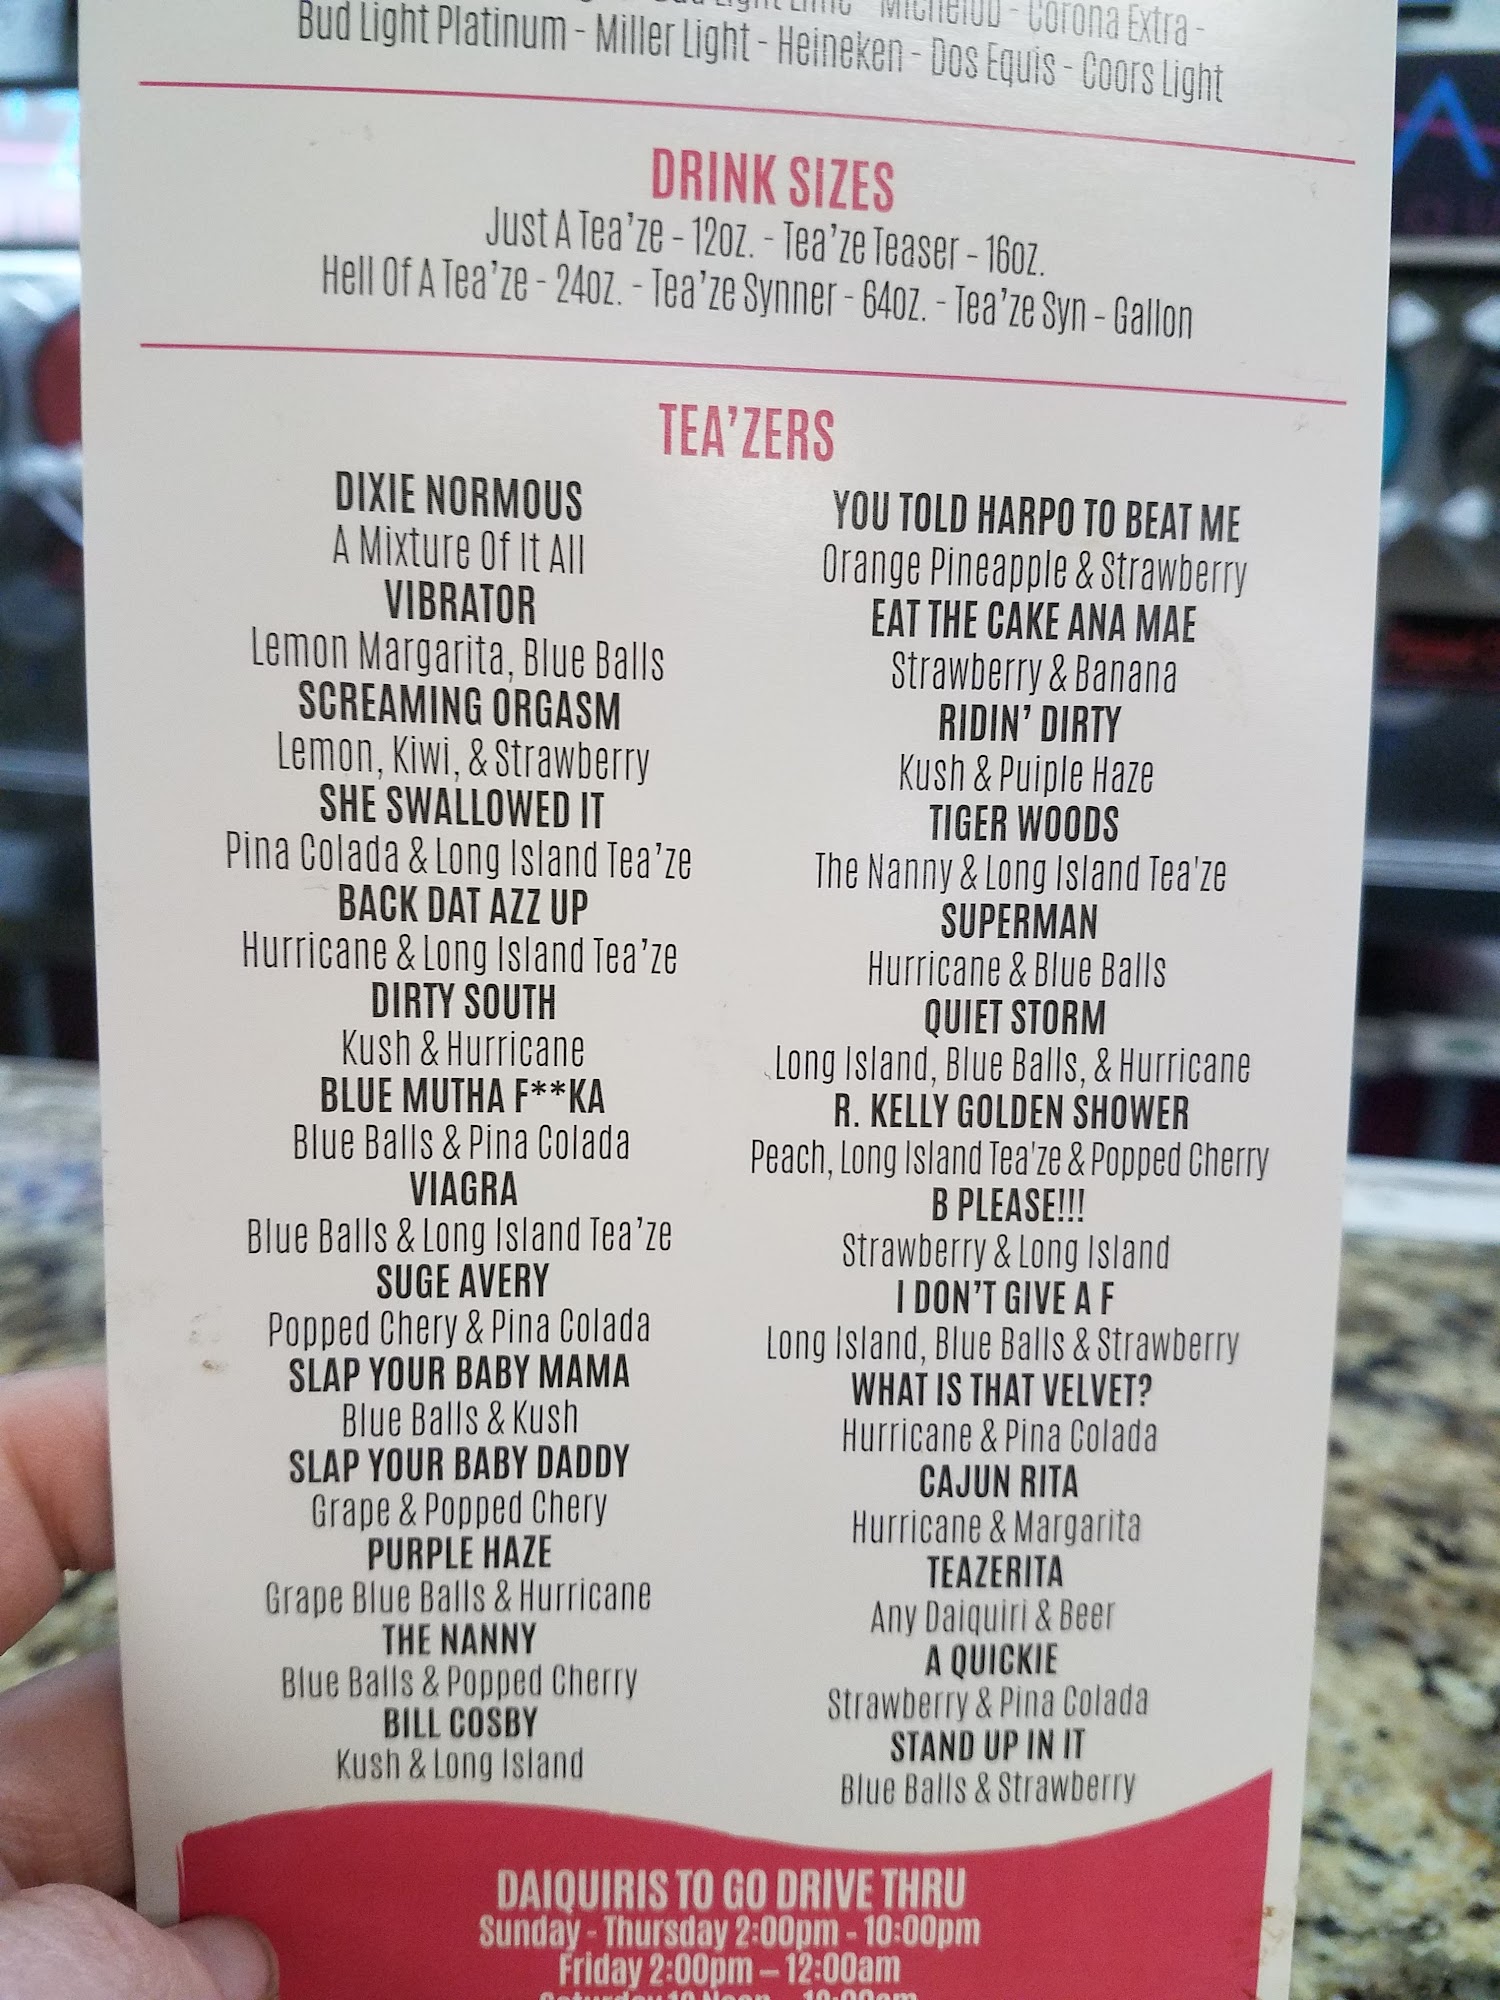 Michelob - Corona Extra -
Bud Light Platinum - Miller Light - Heineken - Dos Equis - Coors Light
DRINK SIZES
Just A Tea'ze - 12oz. - Tea'ze Teaser - 16oz.
Hell Of A Tea'ze - 24oz. - Tea'ze Synner - 64oz. - Tea'ze Syn - Gallon
TEA'ZERS
DIXIE NORMOUS
A Mixture Of It All
VIBRATOR
Lemon Margarita, Blue Balls
SCREAMING ORGASM
Lemon, Kiwi, & Strawberry
SHE SWALLOWED IT
Pina Colada & Long Island Tea'ze
BACK DAT AZZ UP
Hurricane & Long Island Tea'ze
DIRTY SOUTH
Kush & Hurricane
BLUE MUTHA F**KA
Blue Balls & Pina Colada
VIAGRA
Blue Balls & Long Island Tea'ze
SUGE AVERY
Popped Chery & Pina Colada
SLAP YOUR BABY MAMA
Blue Balls & Kush
SLAP YOUR BABY DADDY
Grape & Popped Chery
PURPLE HAZE
Grape Blue Balls & Hurricane
THE NANNY
Blue Balls & Popped Cherry
BILL COSBY
Kush & Long Island
YOU TOLD HARPO TO BEAT ME
Orange Pineapple & Strawberry
EAT THE CAKE ANA MAE
Strawberry & Banana
RIDIN' DIRTY
Kush & Puiple Haze
TIGER WOODS
The Nanny & Long Island Tea'ze
SUPERMAN
Hurricane & Blue Balls
QUIET STORM
Long Island, Blue Balls, & Hurricane
R. KELLY GOLDEN SHOWER
Peach, Long Island Tea'ze & Popped Cherry
B PLEASE!!!
Strawberry & Long Island
I DON'T GIVE A F
Long Island, Blue Balls & Strawberry
WHAT IS THAT VELVET?
Hurricane & Pina Colada
CAJUN RITA
Hurricane & Margarita
TEAZERITA
Any Daiquiri & Beer
A QUICKIE
Strawberry & Pina Colada
STAND UP IN IT
Blue Balls & Strawberry
DAIQUIRIS TO GO DRIVE THRU
Sunday - Thursday 2:00pm - 10:00pm
Friday 2:00pm – 12:00am